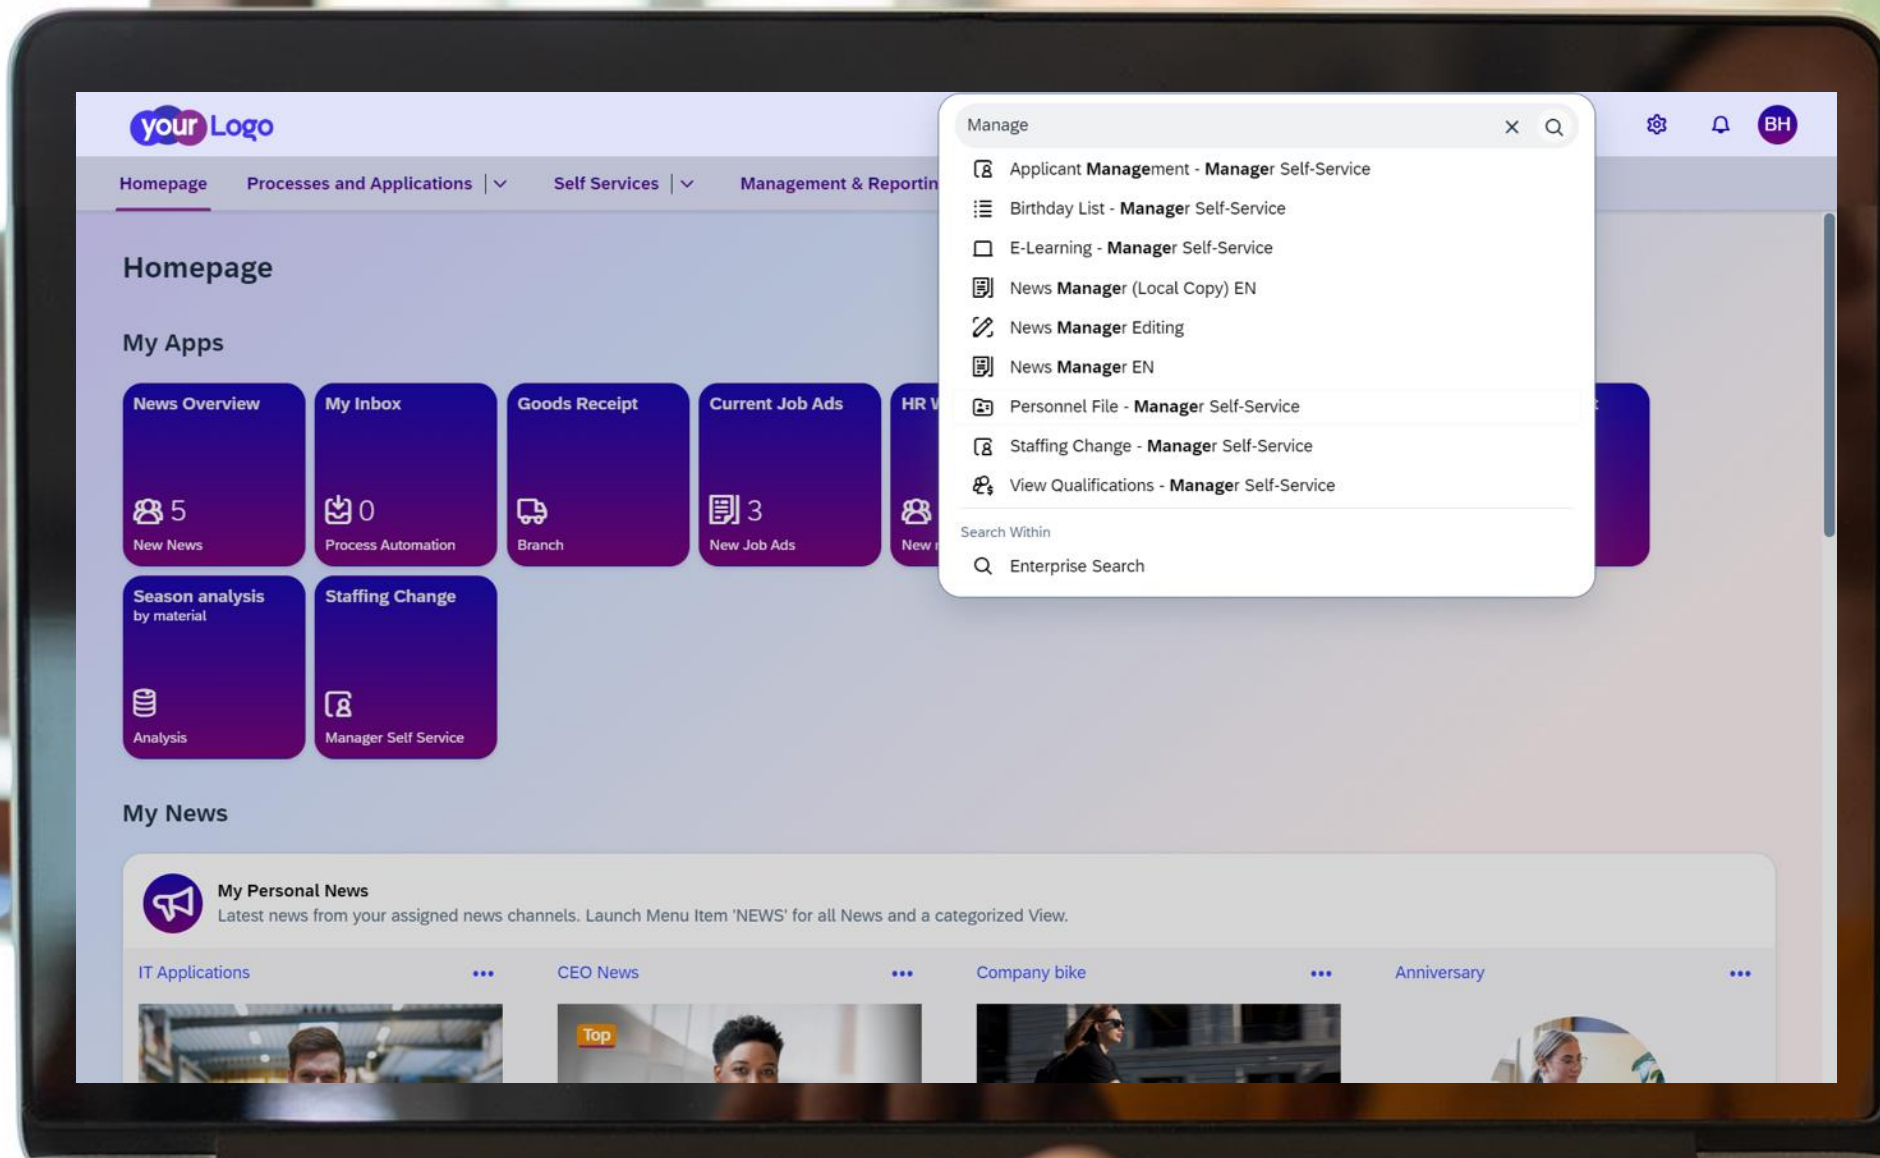 your Logo
Manage
BH
Homepage
Processes and Applications
Self Services
Management &
Applicant Management - Manager Self-Service
Birthday List - Manager Self-Service
E-Learning - Manager Self-Service
News Manager (Local Copy) EN
News Manager Editing
News Manager EN
Personnel File - Manager Self-Service
Staffing Change - Manager Self-Service
View Qualifications - Manager Self-Service
Search Within
Enterprise Search
Homepage
My Apps
News Overview
5
New News
My Inbox
0
Process Automation
Goods Receipt
Branch
Current Job Ads
3
New Job Ads
HR
New
Season analysis
by material
Analysis
Staffing Change
Manager Self Service
My News
My Personal News
Latest news from your assigned news channels. Launch Menu Item 'NEWS' for all News and a categorized View.
IT Applications
CEO News
Company bike
Anniversary
Top